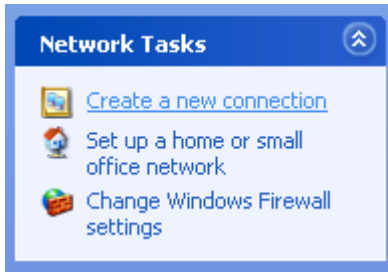 Network Tasks
Create a new connection
Set up a home or small
office network
Change Windows Firewall
settings